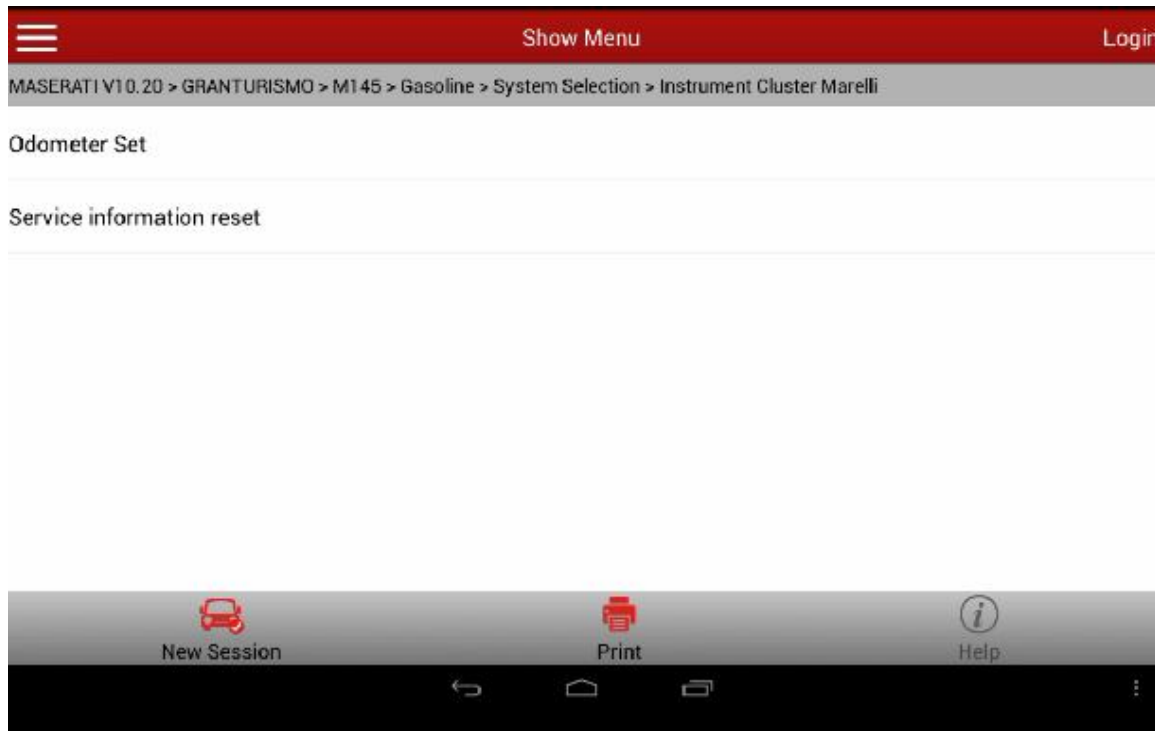 Show Menu
Login
MASERATI V10.20 > GRANTURISMO > M145 > Gasoline > System Selection > Instrument Cluster Marelli
Odometer Set
Service information reset
New Session
Print
Help